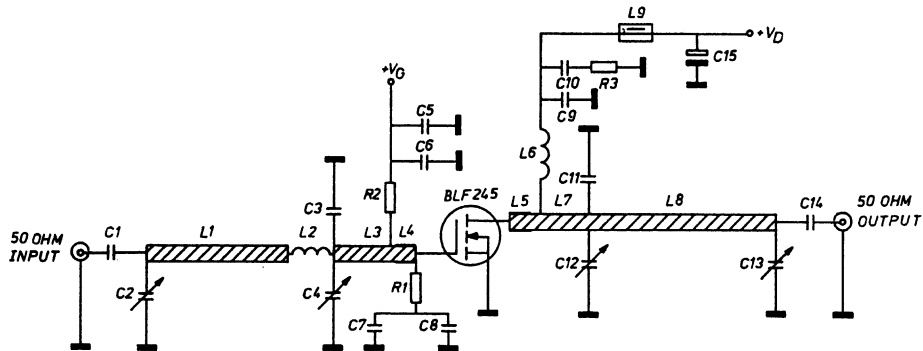 L9
+VD
C15
C10
R3
C9
+VG
C5
C6
L6
C11
R2
BLF245
C3
L5
L7
L8
C14
50 OHM
OUTPUT
50 OHM
INPUT
C1
L1
L2
L3
L4
C2
C4
R1
C12
C13
C7
C8